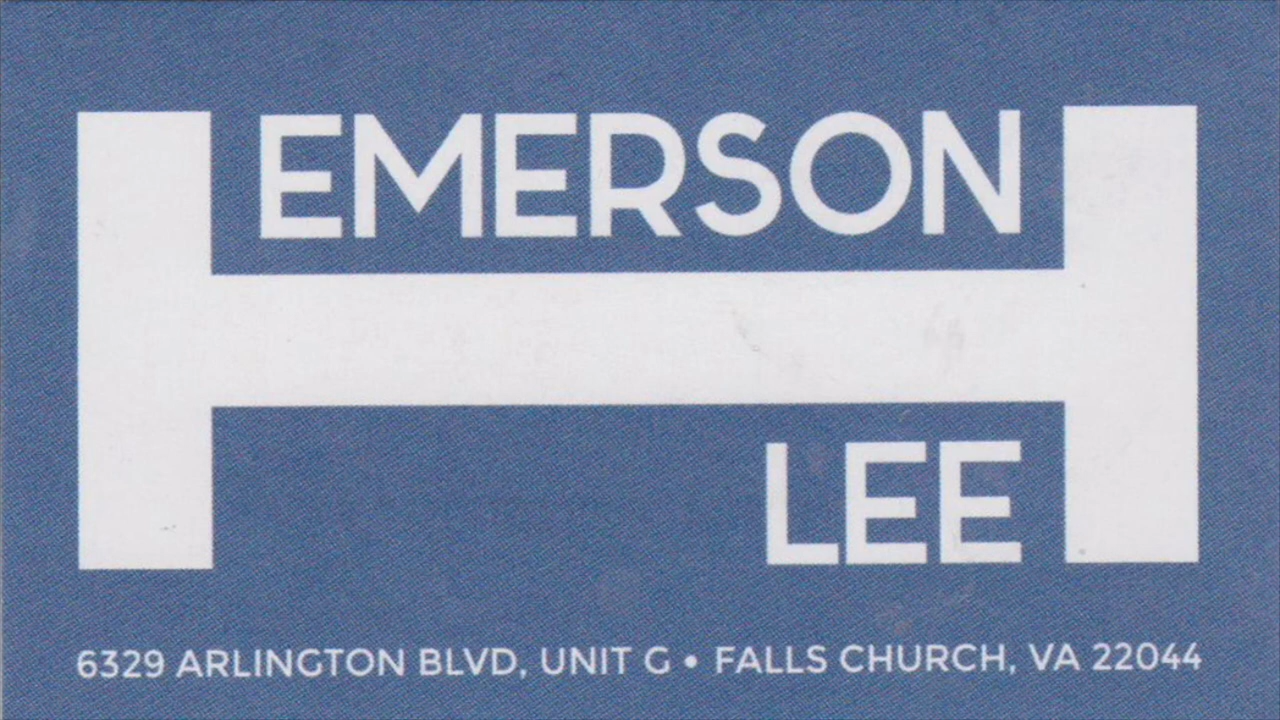 EMERSON
LEE
6329 ARLINGTON BLVD, UNIT G • FALLS CHURCH, VA 22044